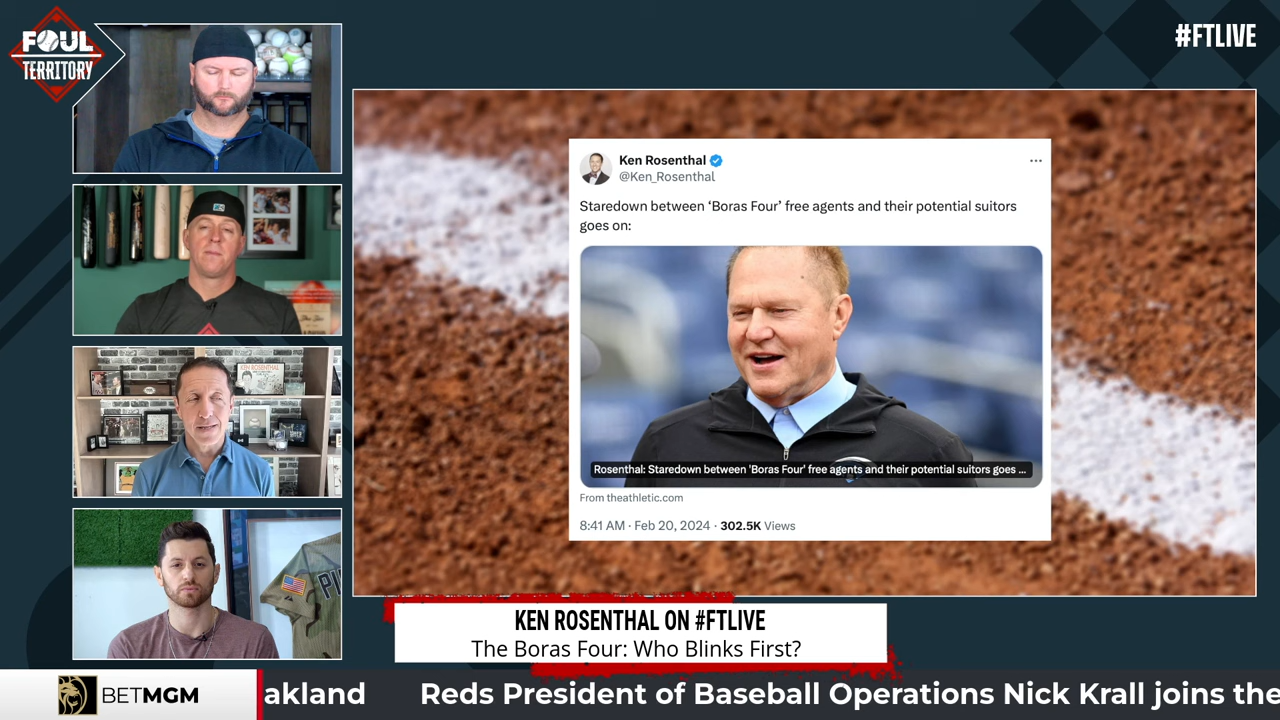 FOUL
TERRITORY
#FTLIVE
Ken Rosenthal
@Ken_Rosenthal
Staredown between ‘Boras Four’ free agents and their potential suitors
goes on:
Rosenthal: Staredown between 'Boras Four' free agents and their potential suitors goes ...
From theathletic.com
8:41 AM · Feb 20, 2024 · 302.5K Views
KEN ROSENTHAL
KEN ROSENTHAL ON #FTLIVE
The Boras Four: Who Blinks First?
BETMGM
akland Reds President of Baseball Operations Nick Krall joins the